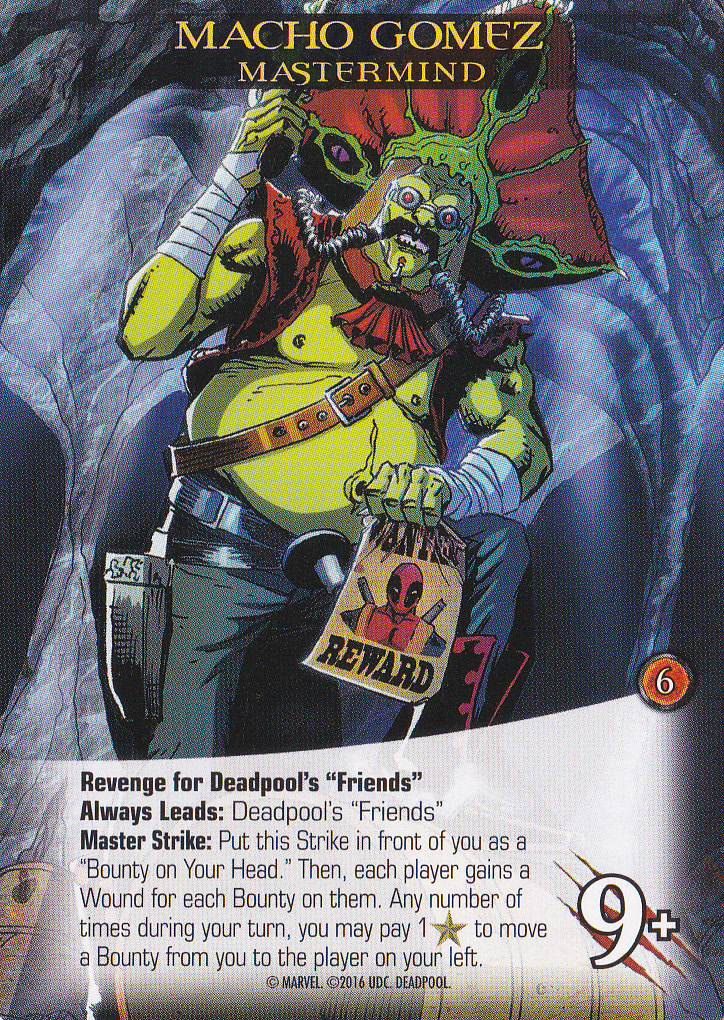 MACHO GOMEZ
MASTERMIND
WANTED
REWARD
6
Revenge for Deadpool's “Friends”
Always Leads: Deadpool's “Friends”
Master Strike: Put this Strike in front of you as a
“Bounty on Your Head.” Then, each player gains a
Wound for each Bounty on them. Any number of
times during your turn, you may pay 1 to move
a Bounty from you to the player on your left.
9+
© MARVEL. ©2016 UDC. DEADPOOL.